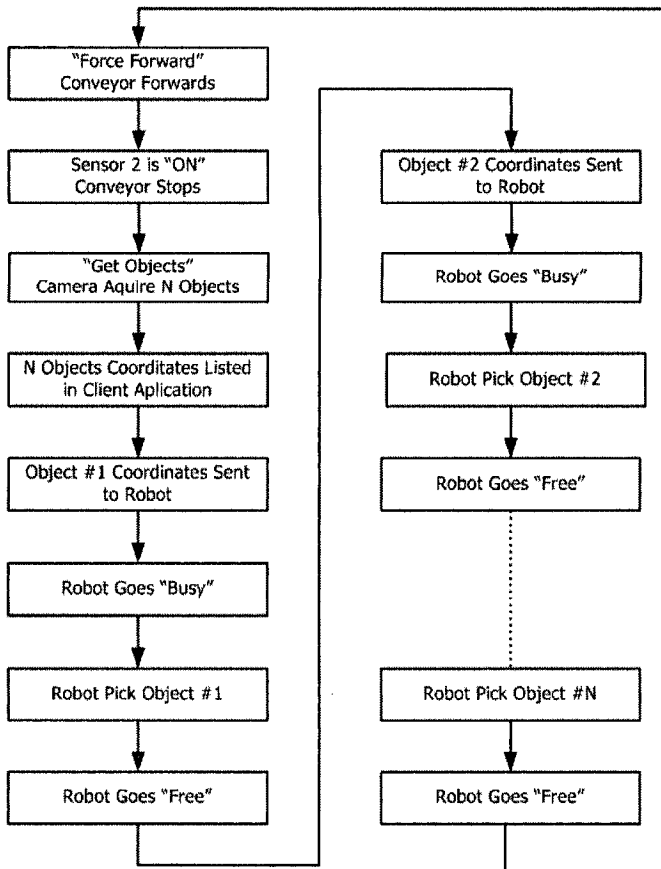 “Force Forward”
Conveyor Forwards
Sensor 2 is “ON”
Conveyor Stops
“Get Objects”
Camera Aquire N Objects
N Objects Coorditates Listed
in Client Aplication
Object #1 Coordinates Sent
to Robot
Robot Goes “Busy”
Robot Pick Object #1
Robot Goes “Free”
Object #2 Coordinates Sent
to Robot
Robot Goes “Busy”
Robot Pick Object #2
Robot Goes “Free”
Robot Pick Object #N
Robot Goes “Free”